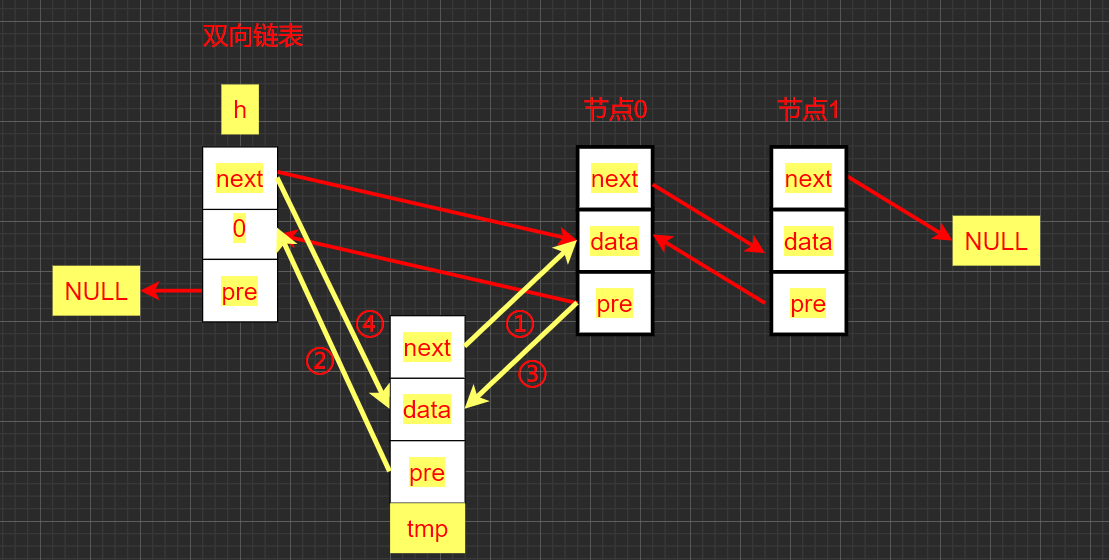 双向链表
h
next
0
pre
NULL
节点0
next
data
pre
节点1
next
data
pre
NULL
①
②
③
④
next
data
pre
tmp